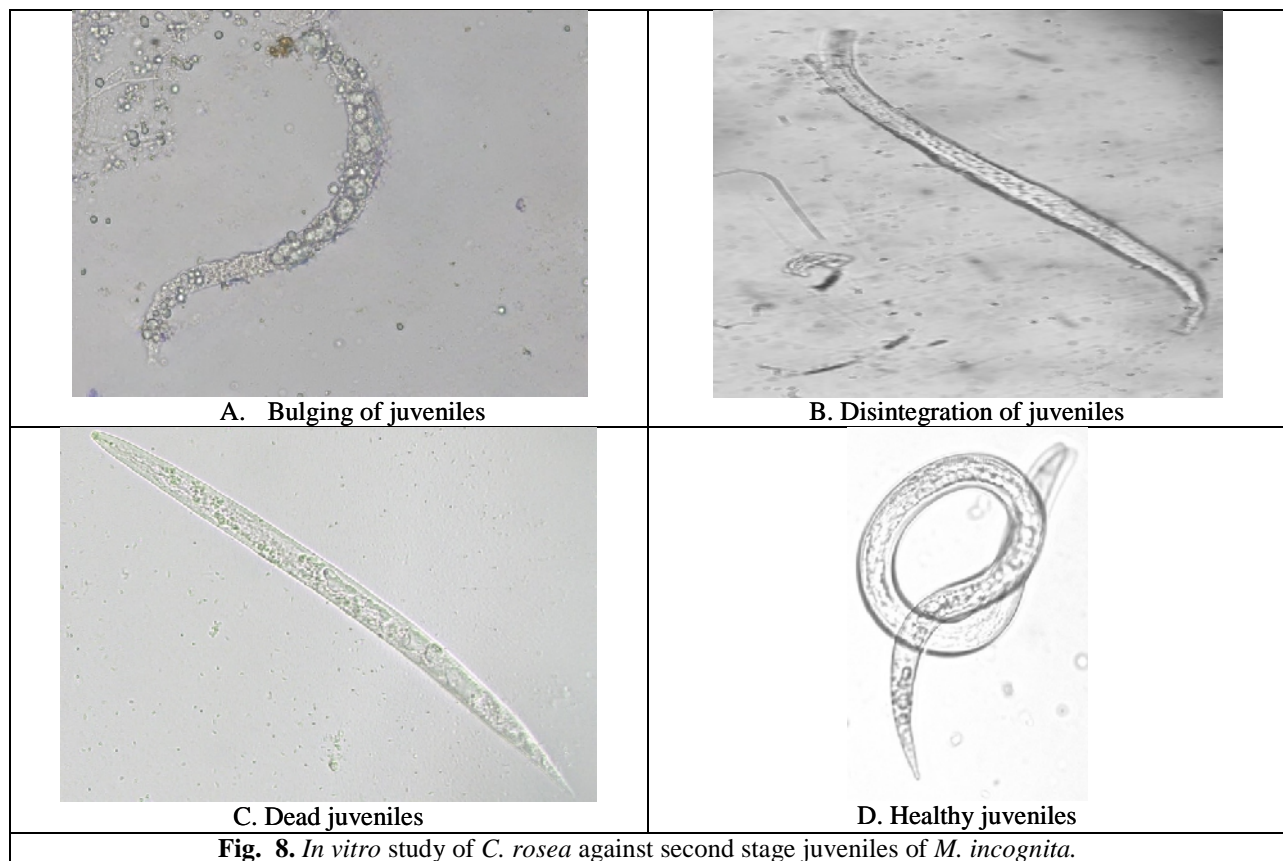 A. Bulging of juveniles
B. Disintegration of juveniles
C. Dead juveniles
D. Healthy juveniles
Fig. 8. In vitro study of C. rosea against second stage juveniles of M. incognita.